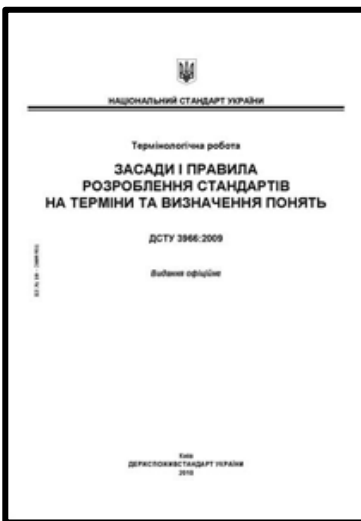 НАЦІОНАЛЬНИЙ СТАНДАРТ УКРАЇНИ
Термінологічна робота
ЗАСАДИ І ПРАВИЛА
РОЗРОБЛЕННЯ СТАНДАРТІВ
НА ТЕРМІНИ ТА ВИЗНАЧЕННЯ ПОНЯТЬ
ДСТУ 3966:2009
Видання офіційне
Київ
ДЕРЖСПОЖИВСТАНДАРТ УКРАЇНИ
2010